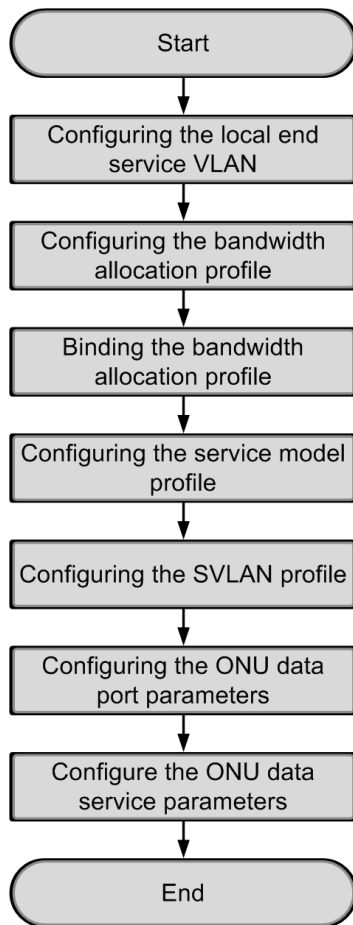 Start
Configuring the local end
service VLAN
Configuring the bandwidth
allocation profile
Binding the bandwidth
allocation profile
Configuring the service model
profile
Configuring the SVLAN profile
Configuring the ONU data
port parameters
Configure the ONU data
service parameters
End